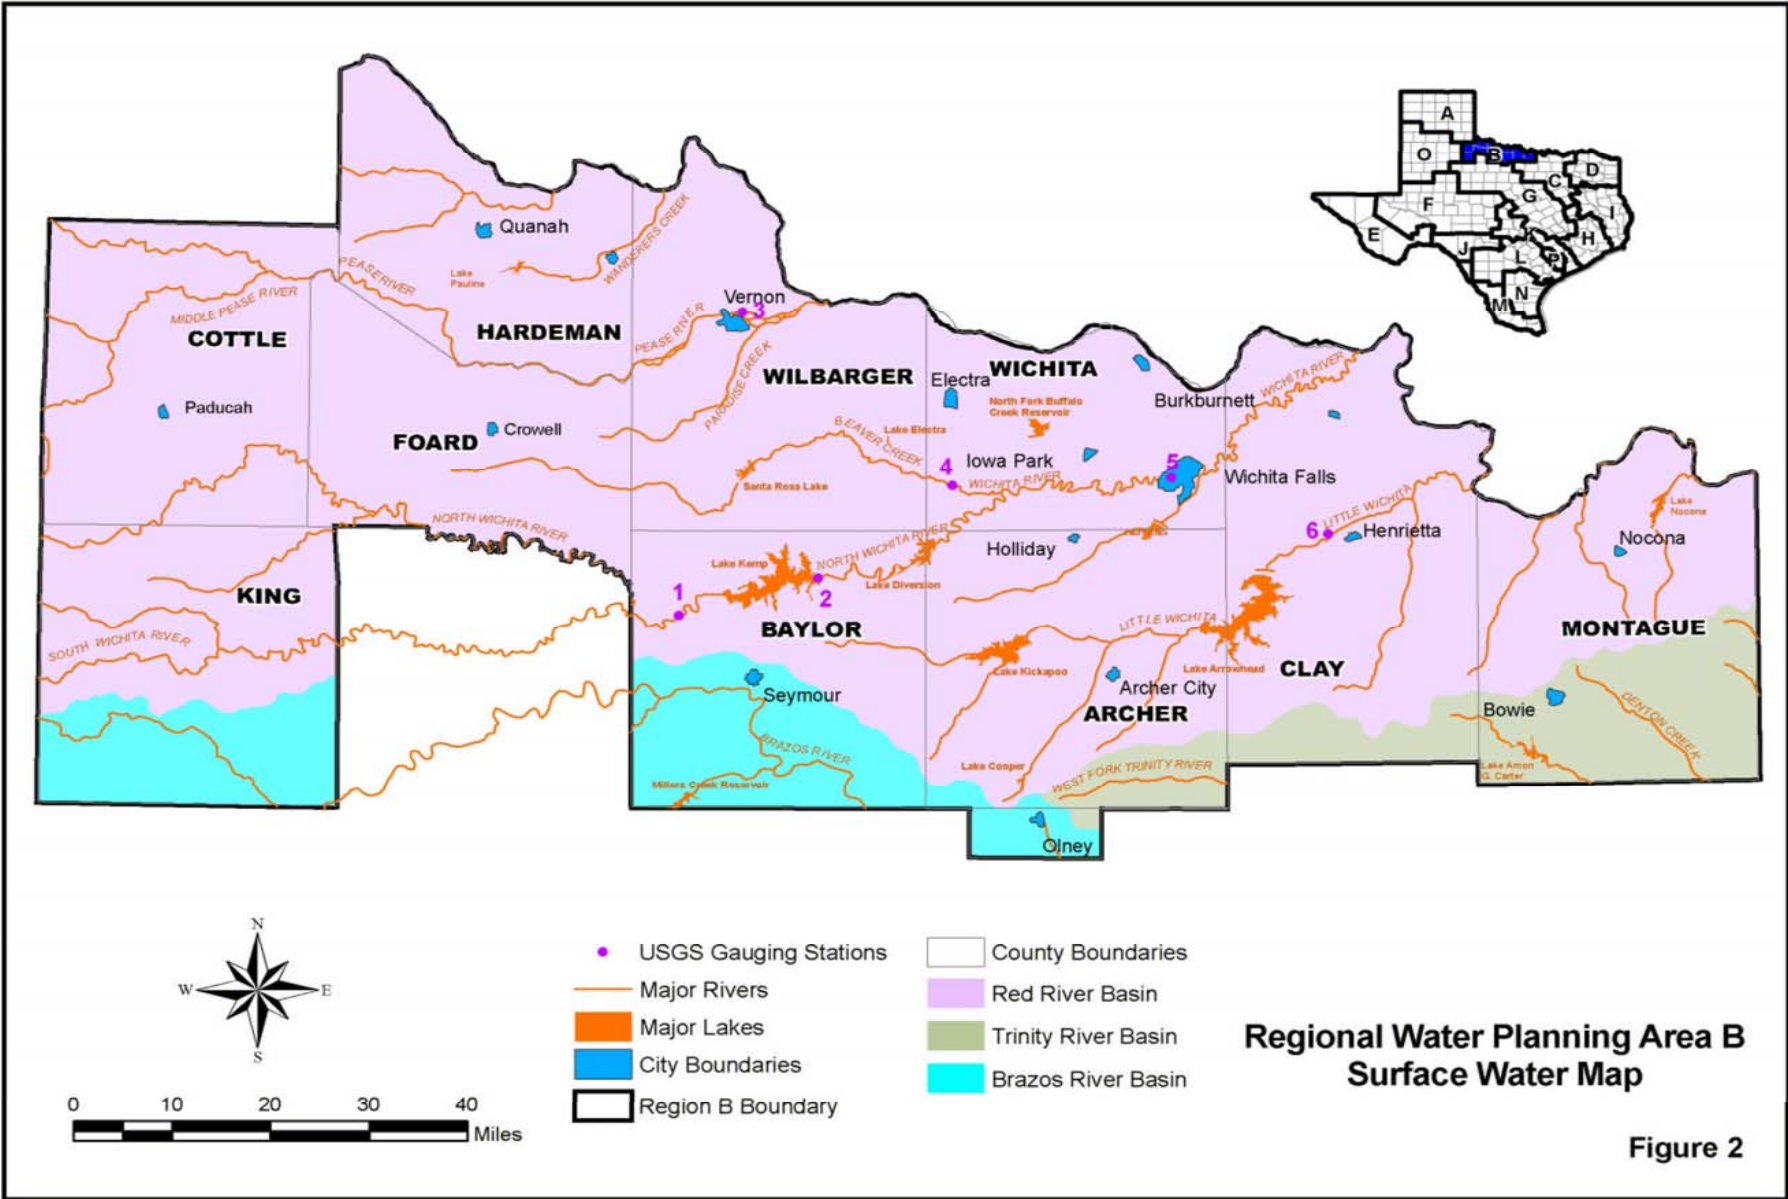 A
O
B
D
C
G
F
I
E
H
J
K
L
P
N
M
Quanah
WANDERERS CREEK
Lake
Pauline
PEASE RIVER
MIDDLE PEASE RIVER
COTTLE
HARDEMAN
Vernon
3
PEASE RIVER
PARADISE CREEK
WILBARGER
WICHITA
Electra
North Fork Buffalo
Creek Reservoir
Burkburnett
WICHITA RIVER
Paducah
FOARD
Crowell
BEAVER CREEK
Lake Electra
4
Iowa Park
WICHITA RIVER
5
Wichita Falls
Santa Rosa Lake
NORTH WICHITA RIVER
NORTH WICHITA RIVER
Holliday
6
LITTLE WICHITA
Henrietta
Lake
Nocona
Nocona
KING
Lake Kemp
1
2
Lake Diversion
BAYLOR
SOUTH WICHITA RIVER
LITTLE WICHITA
MONTAGUE
Lake Kickapoo
Lake Arrowhead
CLAY
Seymour
Archer City
ARCHER
Bowie
DENTON CREEK
BRAZOS RIVER
Lake Cooper
WEST FORK TRINITY RIVER
Lake Amon
G. Carter
Millers Creek Reservoir
Olney
N
W
E
S
USGS Gauging Stations
Major Rivers
Major Lakes
City Boundaries
Region B Boundary
County Boundaries
Red River Basin
Trinity River Basin
Brazos River Basin
0 10 20 30 40
Miles
Regional Water Planning Area B
Surface Water Map
Figure 2